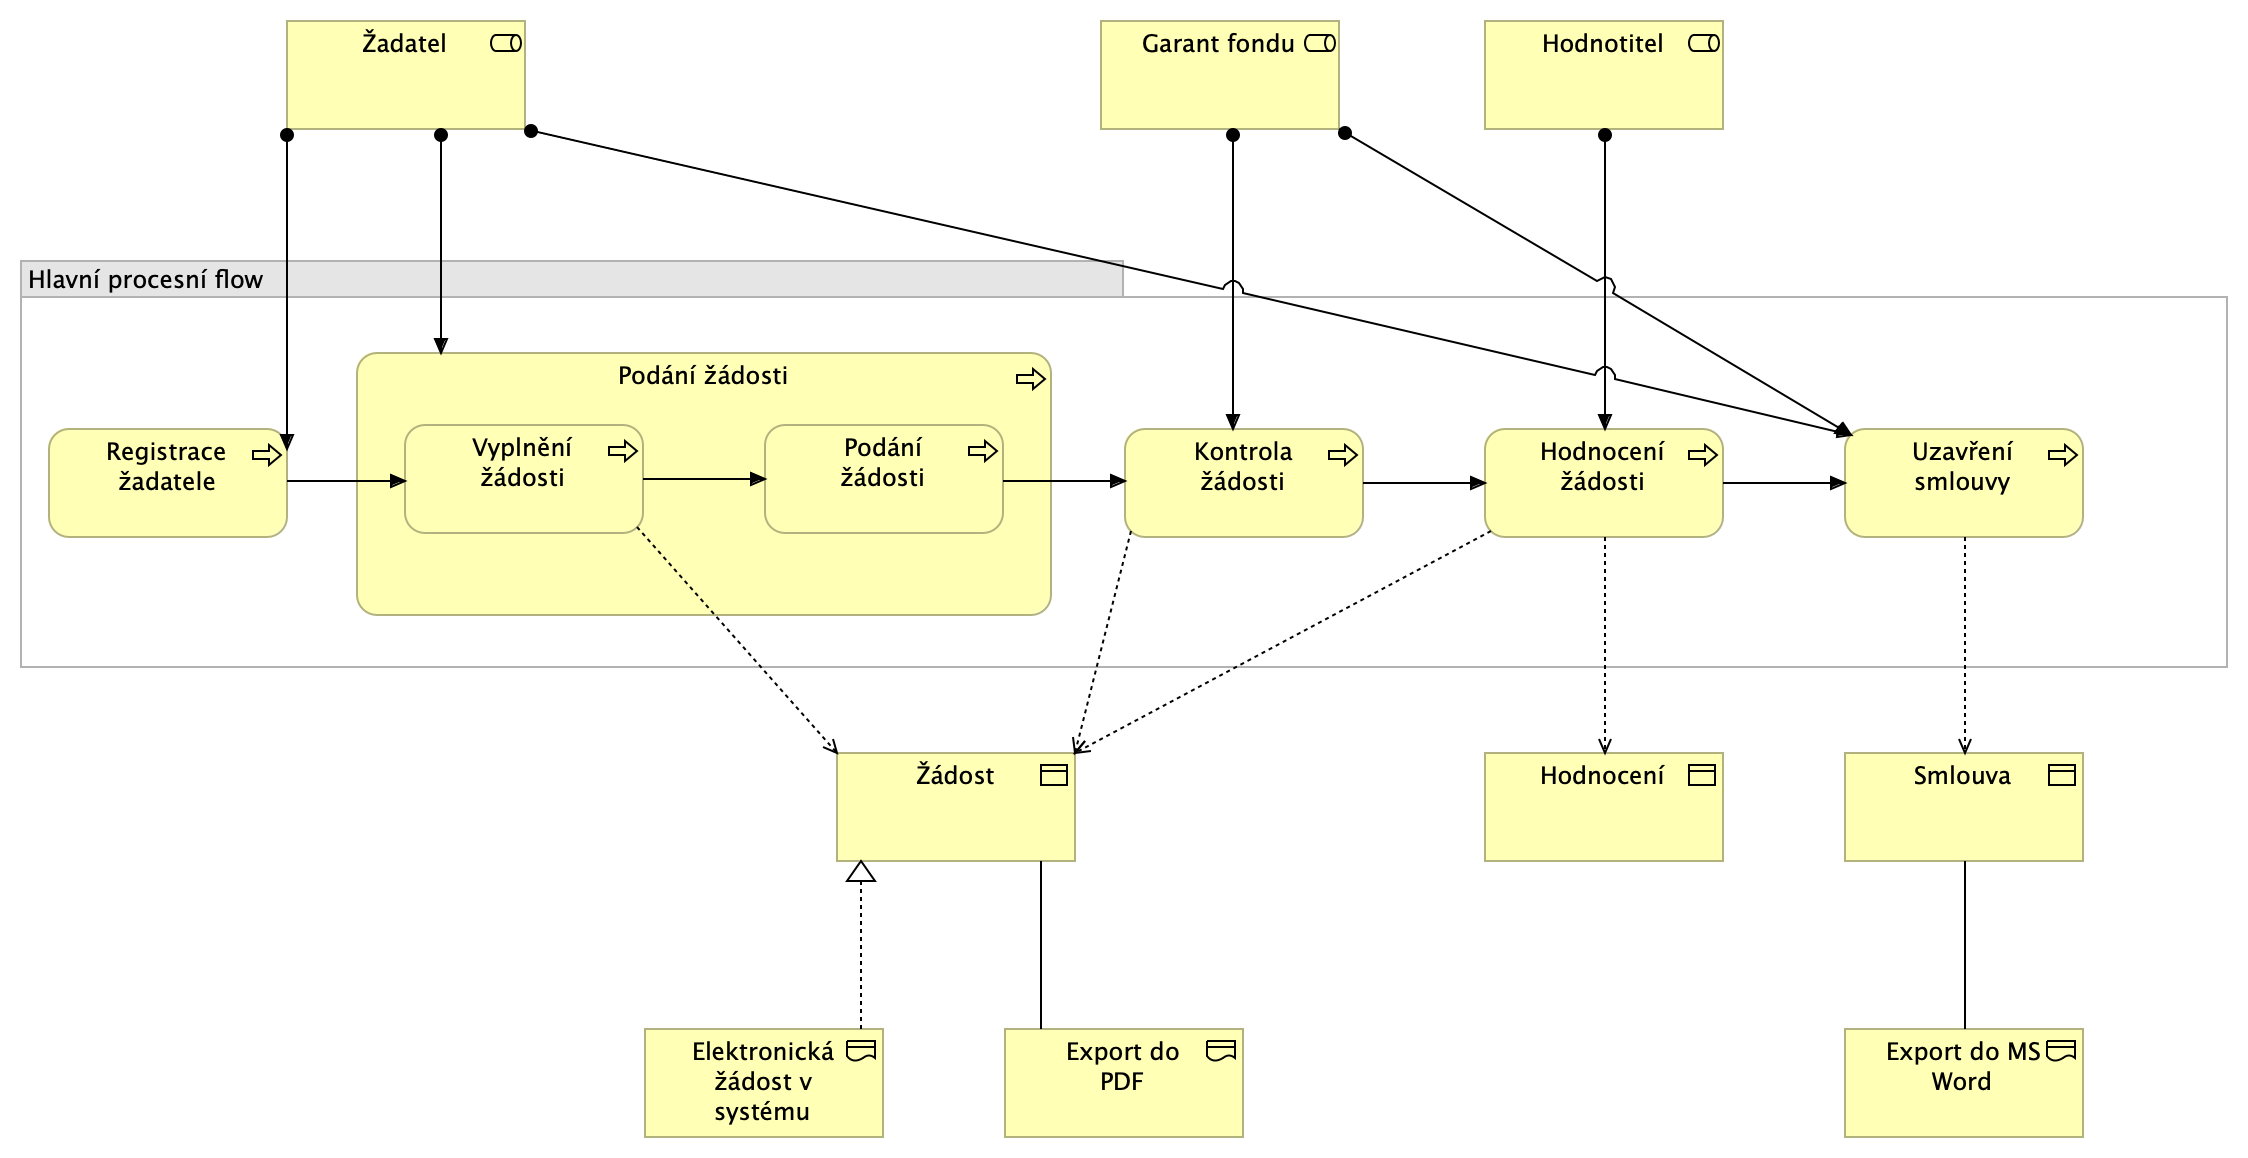 Žadatel
Garant fondu
Hodnotitel
Hlavní procesní flow
Podání žádosti
Registrace
žadatele
Vyplnění
žádosti
Podání
žádosti
Kontrola
žádosti
Hodnocení
žádosti
Uzavření
smlouvy
Žádost
Hodnocení
Smlouva
Elektronická
žádost v
systému
Export do
PDF
Export do MS
Word